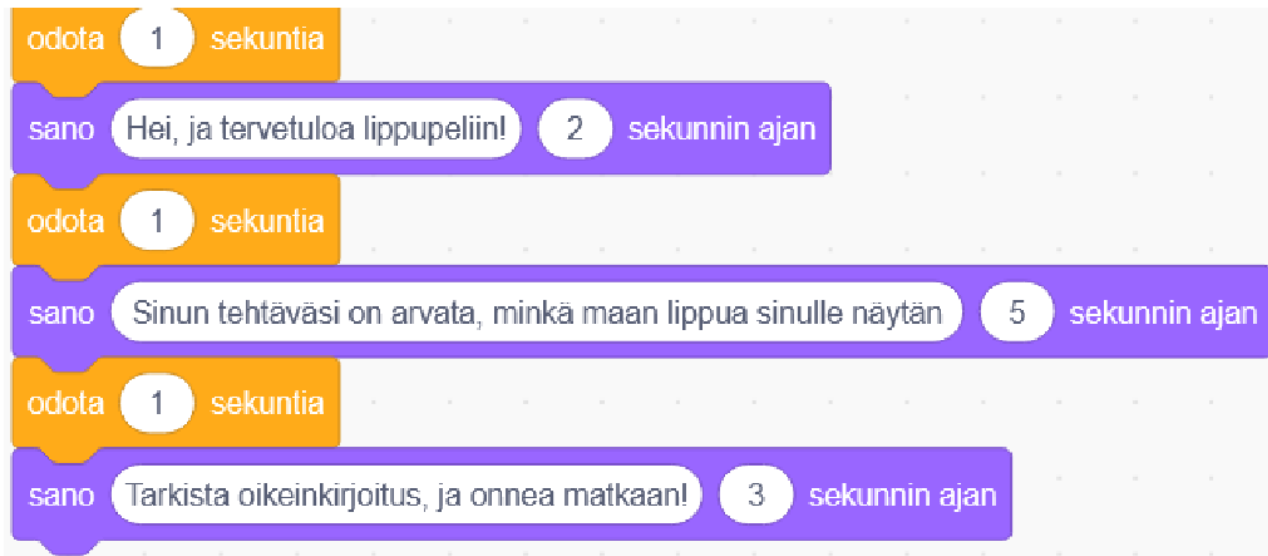 odota 1 sekuntia
sano Hei, ja tervetuloa lippupeliin! 2 sekunnin ajan
odota 1 sekuntia
sano Sinun tehtäväsi on arvata, minkä maan lippua sinulle näytän 5 sekunnin ajan
odota 1 sekuntia
sano Tarkista oikeinkirjoitus, ja onnea matkaan! 3 sekunnin ajan